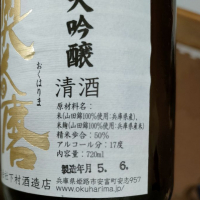 大吟醸
おくはりま
清酒
原材料名:
米(山田錦100%使用:兵庫県産)、
米麹(山田錦100%使用:兵庫県産米)
精米歩合:50%
アルコール分:17度
内容量:720ml
製造年月 5. 6.
下村酒造店
兵庫県姫路市安富町安志957
www.okuharima.jp/